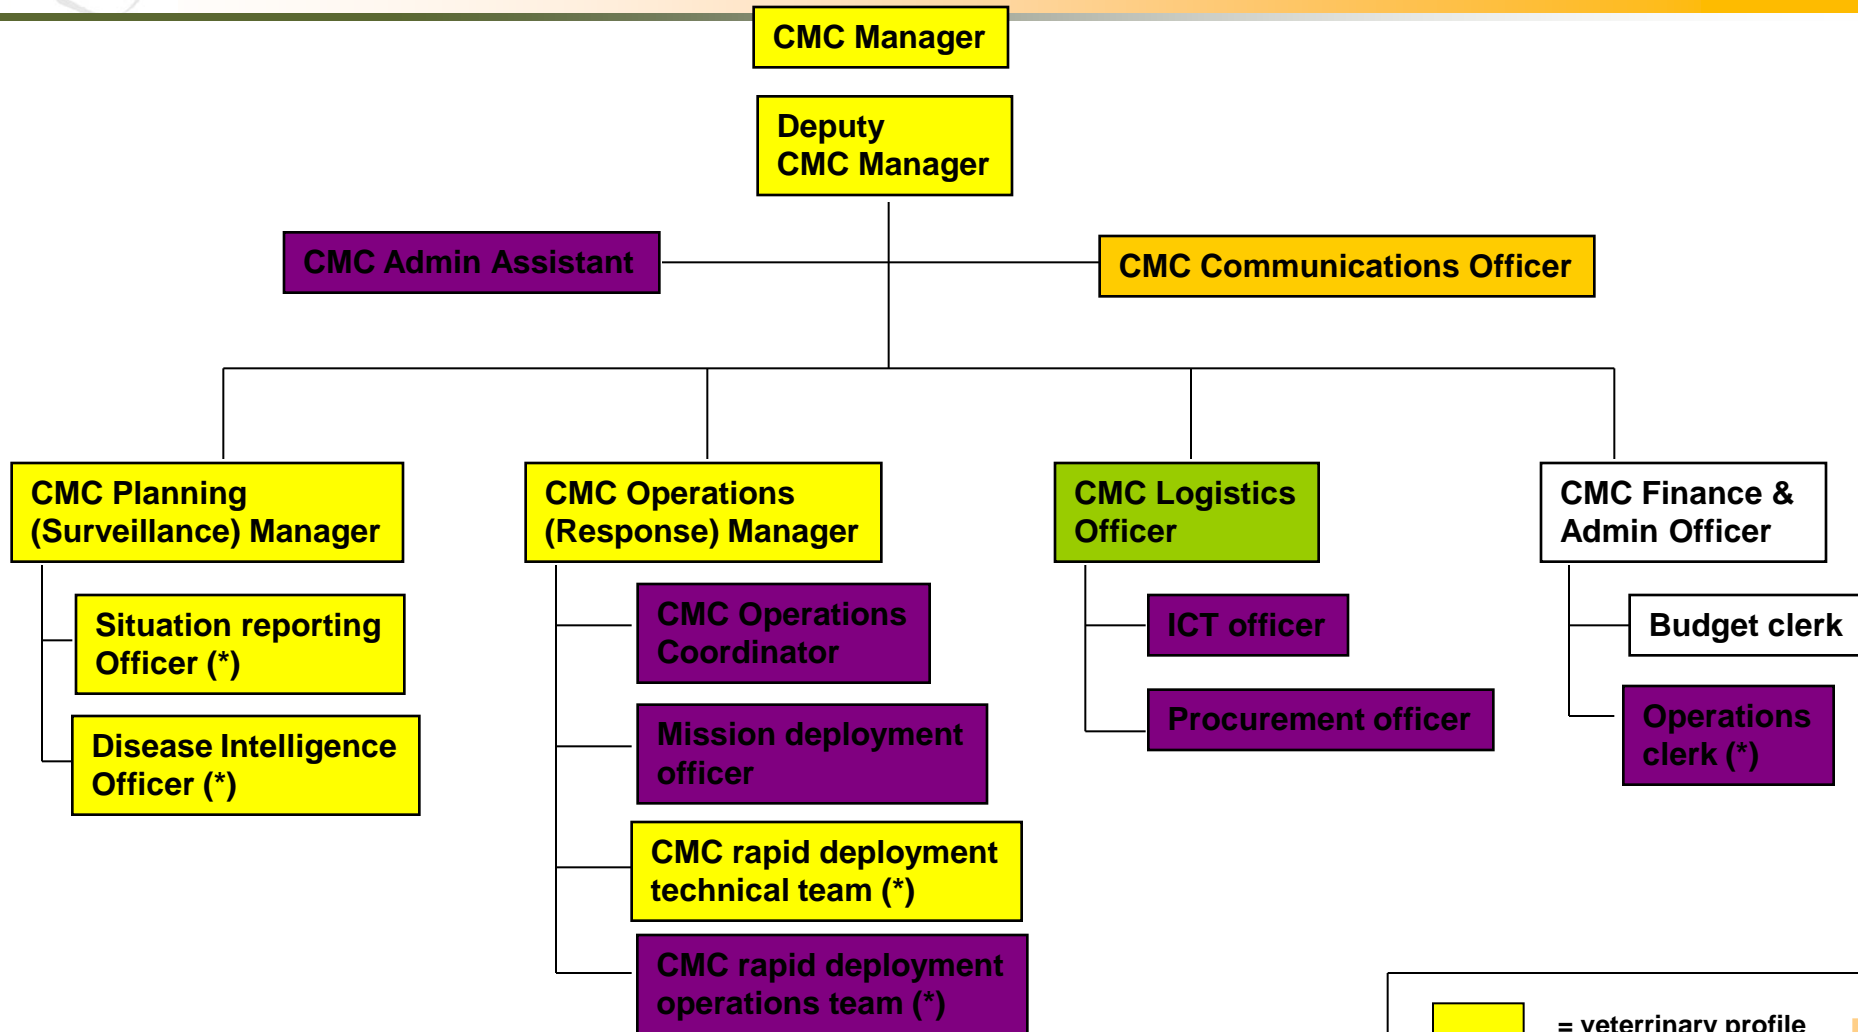 CMC Manager
Deputy
CMC Manager
CMC Admin Assistant
CMC Communications Officer
CMC Planning
(Surveillance) Manager
CMC Operations
(Response) Manager
CMC Logistics
Officer
CMC Finance &
Admin Officer
Situation reporting
Officer (*)
Disease Intelligence
Officer (*)
CMC Operations
Coordinator
Mission deployment
officer
CMC rapid deployment
technical team (*)
CMC rapid deployment
operations team (*)
ICT officer
Procurement officer
Budget clerk
Operations
clerk (*)
= veterrinary profile